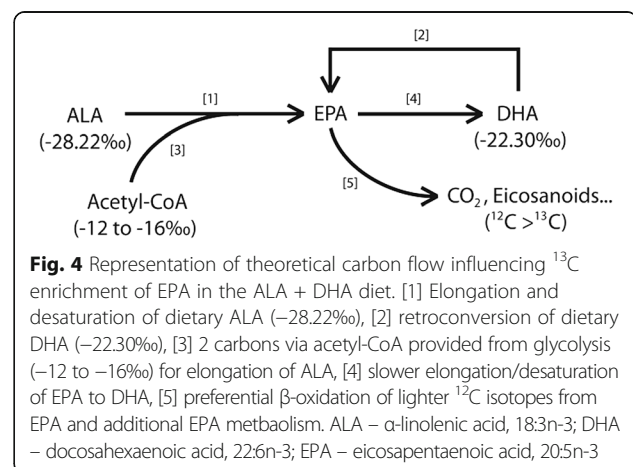 [2]
[1]
ALA
EPA
[4]
DHA
(-28.22‰)
[3]
(-22.30‰)
[5]
Acetyl-CoA
CO₂, Eicosanoids...
(-12 to -16‰)
(¹²C >¹³C)
Fig. 4 Representation of theoretical carbon flow influencing ¹³C
enrichment of EPA in the ALA + DHA diet. [1] Elongation and
desaturation of dietary ALA (−28.22‰), [2] retroconversion of dietary
DHA (−22.30‰), [3] 2 carbons via acetyl-CoA provided from glycolysis
(−12 to −16‰) for elongation of ALA, [4] slower elongation/desaturation
of EPA to DHA, [5] preferential β-oxidation of lighter ¹²C isotopes from
EPA and additional EPA metbaolism. ALA – α-linolenic acid, 18:3n-3; DHA
– docosahexaenoic acid, 22:6n-3; EPA – eicosapentaenoic acid, 20:5n-3